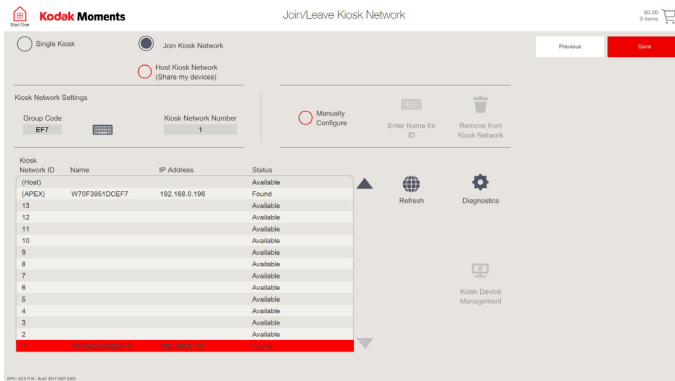 Start Over
Kodak Moments
Join/Leave Kiosk Network
$0.00
0 items
Single Kiosk
Join Kiosk Network
Previous
Save
Host Kiosk Network
(Share my devices)
Kiosk Network Settings
Group Code
EF7
Kiosk Network Number
1
Manually
Configure
Enter Name for
ID
Remove from
Kiosk Network
Kiosk
Network ID Name IP Address Status
(Host) Available
(APEX) W70F3951DCEF7 192.168.0.196 Found
13 Available
12 Available
11 Available
10 Available
9 Available
8 Available
7 Available
6 Available
5 Available
4 Available
3 Available
2 Available
Refresh
Diagnostics
Kiosk Device
Management